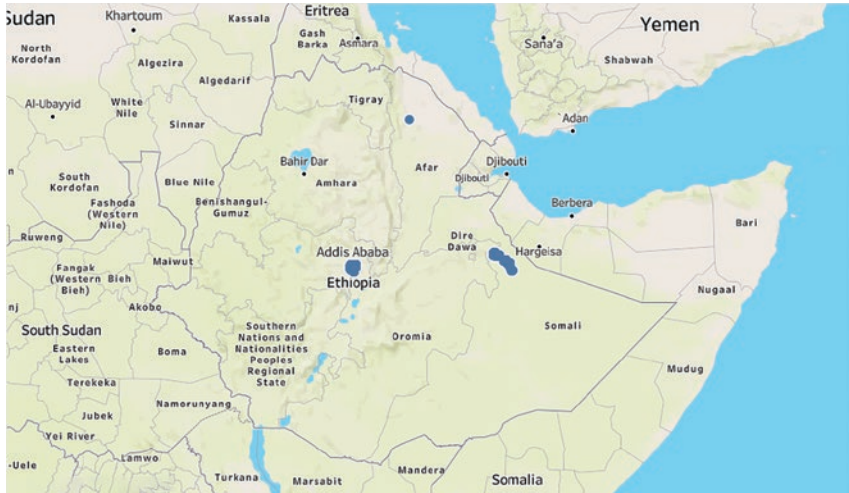 Sudan
Khartoum
Kassala
Eritrea
Yemen
Gash
Barka
Asmara
Sana'a
Shabwah
North
Kordofan
Algezira
Algedarif
Tigray
Al-Ubayyid
White
Nile
Sinnar
Adan
Bahir Dar
Afar
Djibouti
Djibouti
South
Kordofan
Blue Nile
Amhara
Benishangul-
Gumuz
Fashoda
(Western
Nile)
Berbera
Bari
Ruweng
Dire
Dawa
Hargeisa
Addis Ababa
Ethiopia
Maiwut
Fangak
(Western
Bieh)
Bieh
Nugaal
nj
Akobo
South Sudan
Eastern
Lakes
Boma
Southern
Nations and
Nationalities
Peoples
Regional
State
Oromia
Somali
Mudug
Terekeka
Namorunyang
Jubek
Yei River
-Uele
Lamwo
Turkana
Marsabit
Mandera
Somalia